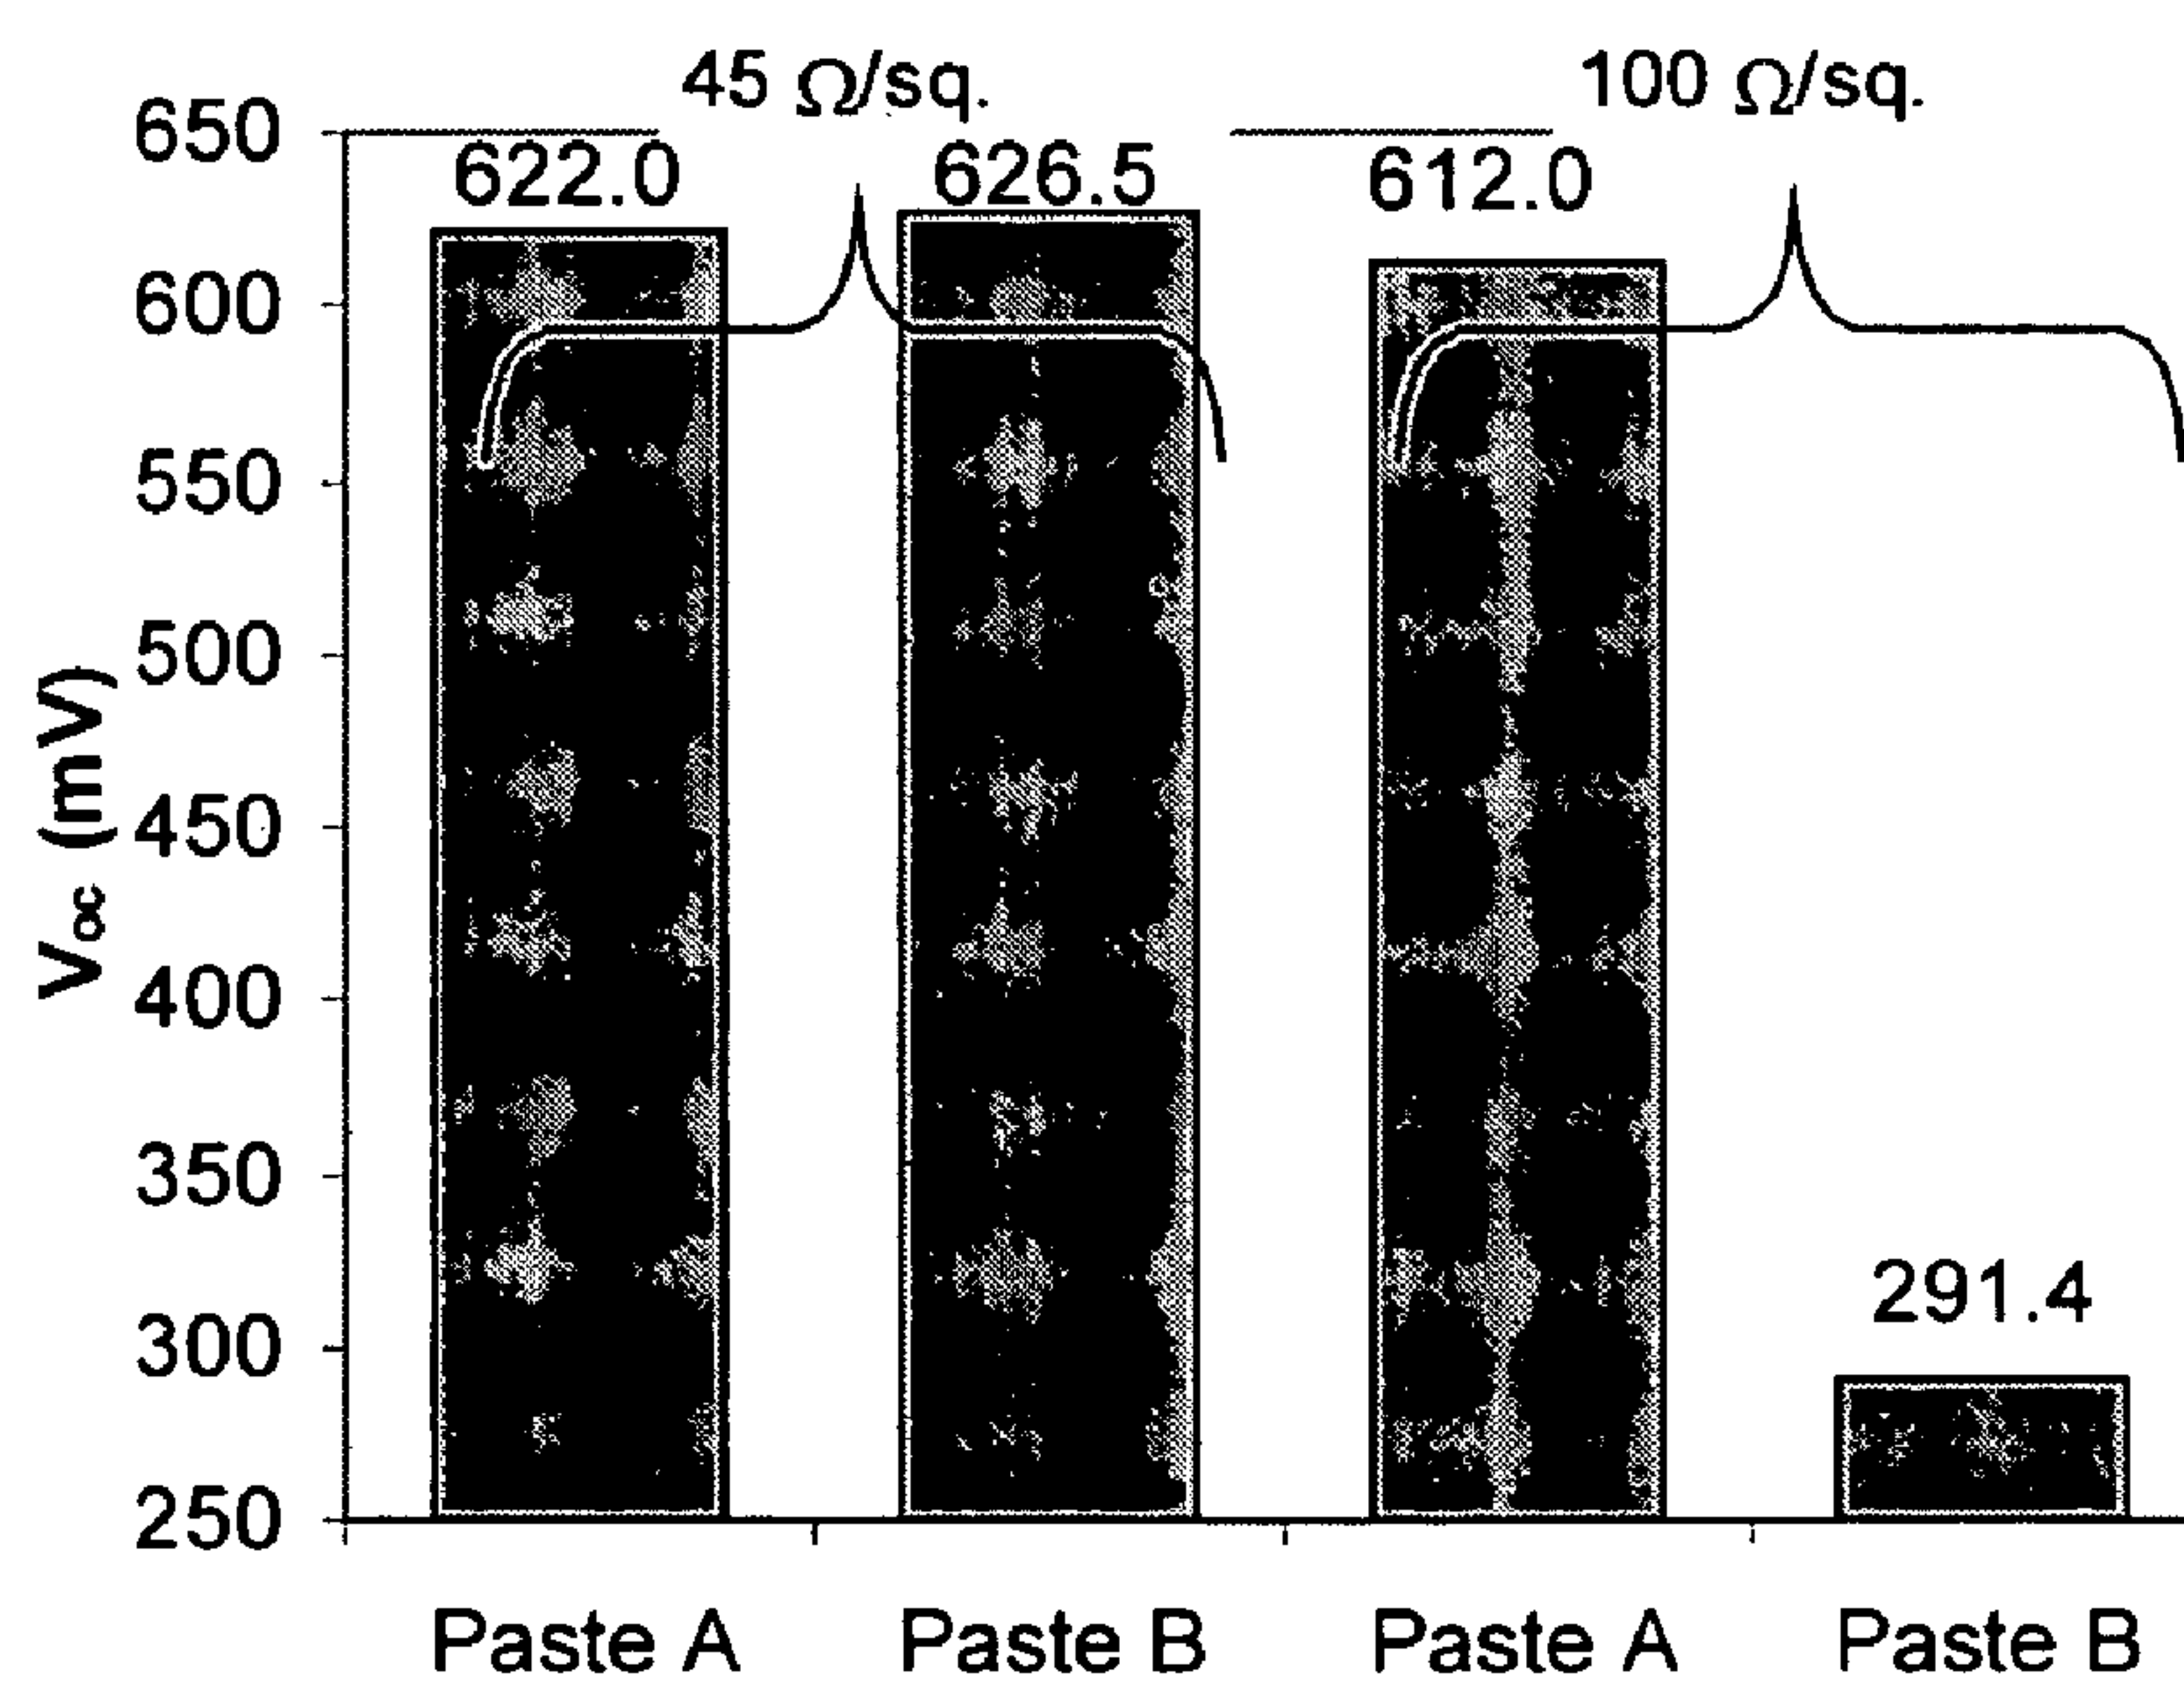 45 Ω/sq.
100 Ω/sq.
650
622.0
626.5
612.0
600
550
500
450
400
350
300
250
Voc (mV)
291.4
Paste A
Paste B
Paste A
Paste B